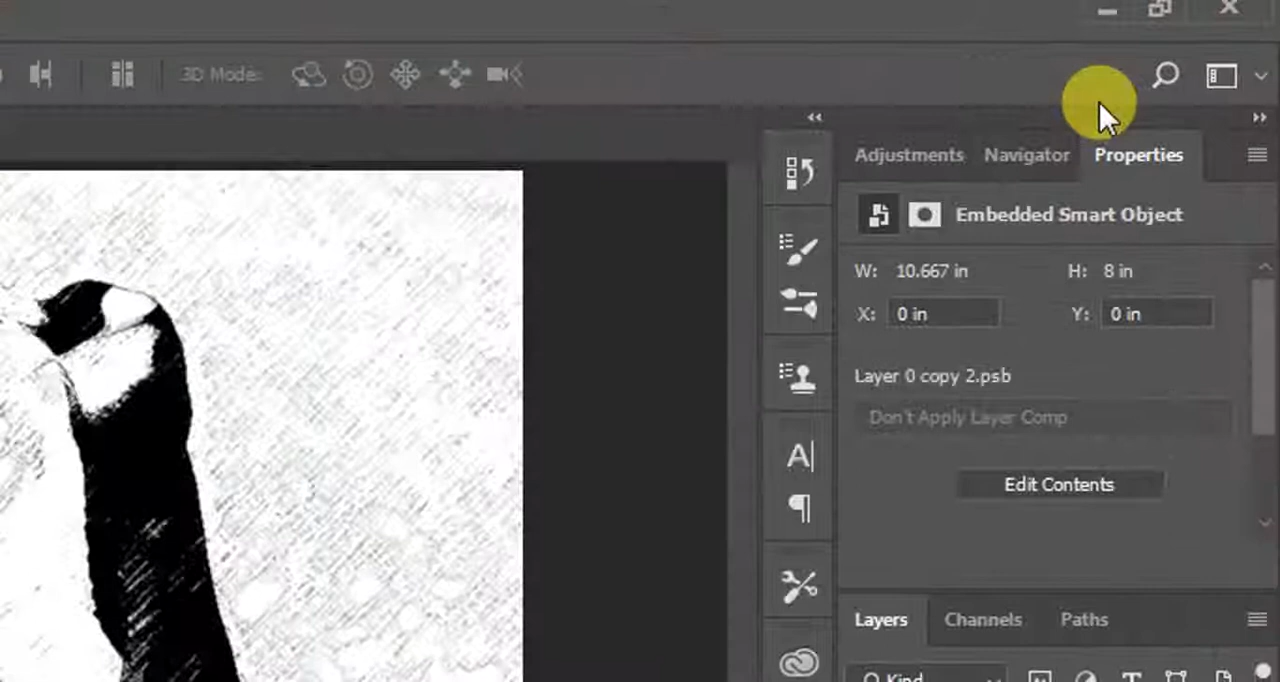 3D Mode:
Adjustments Navigator Properties
Embedded Smart Object
W: 10.667 in H: 8 in
X: 0 in Y: 0 in
Layer 0 copy 2.psb
Don't Apply Layer Comp
Edit Contents
Layers Channels Paths
Kind